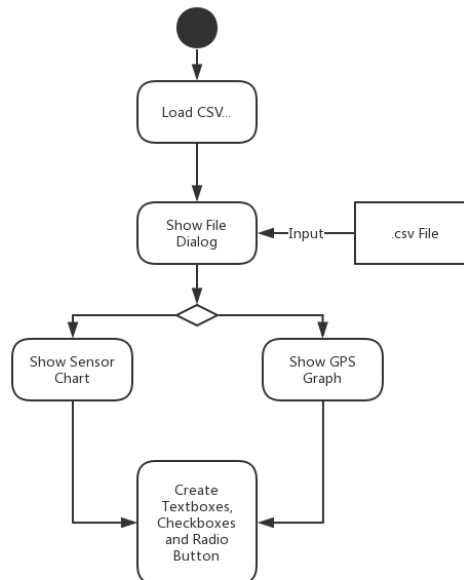 Load CSV...
Show File
Dialog
Input
.csv File
Show Sensor
Chart
Show GPS
Graph
Create
Textboxes,
Checkboxes
and Radio
Button